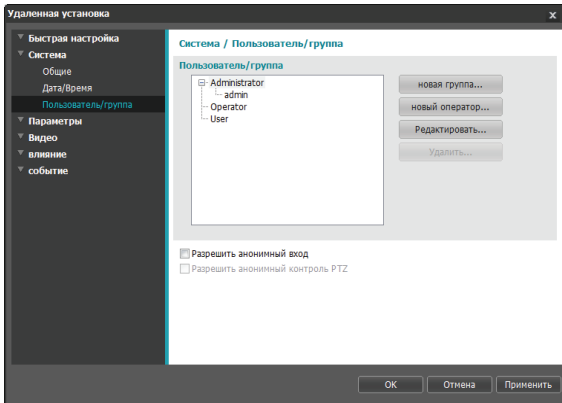 Удаленная установка
x
Быстрая настройка
Система
Общие
Дата/Время
Пользователь/группа
Параметры
Видео
влияние
событие
Система / Пользователь/группа
Пользователь/группа
Administrator
admin
Operator
User
новая группа...
новый оператор...
Редактировать...
Удалить...
Разрешить анонимный вход
Разрешить анонимный контроль PTZ
OK
Отмена
Применить